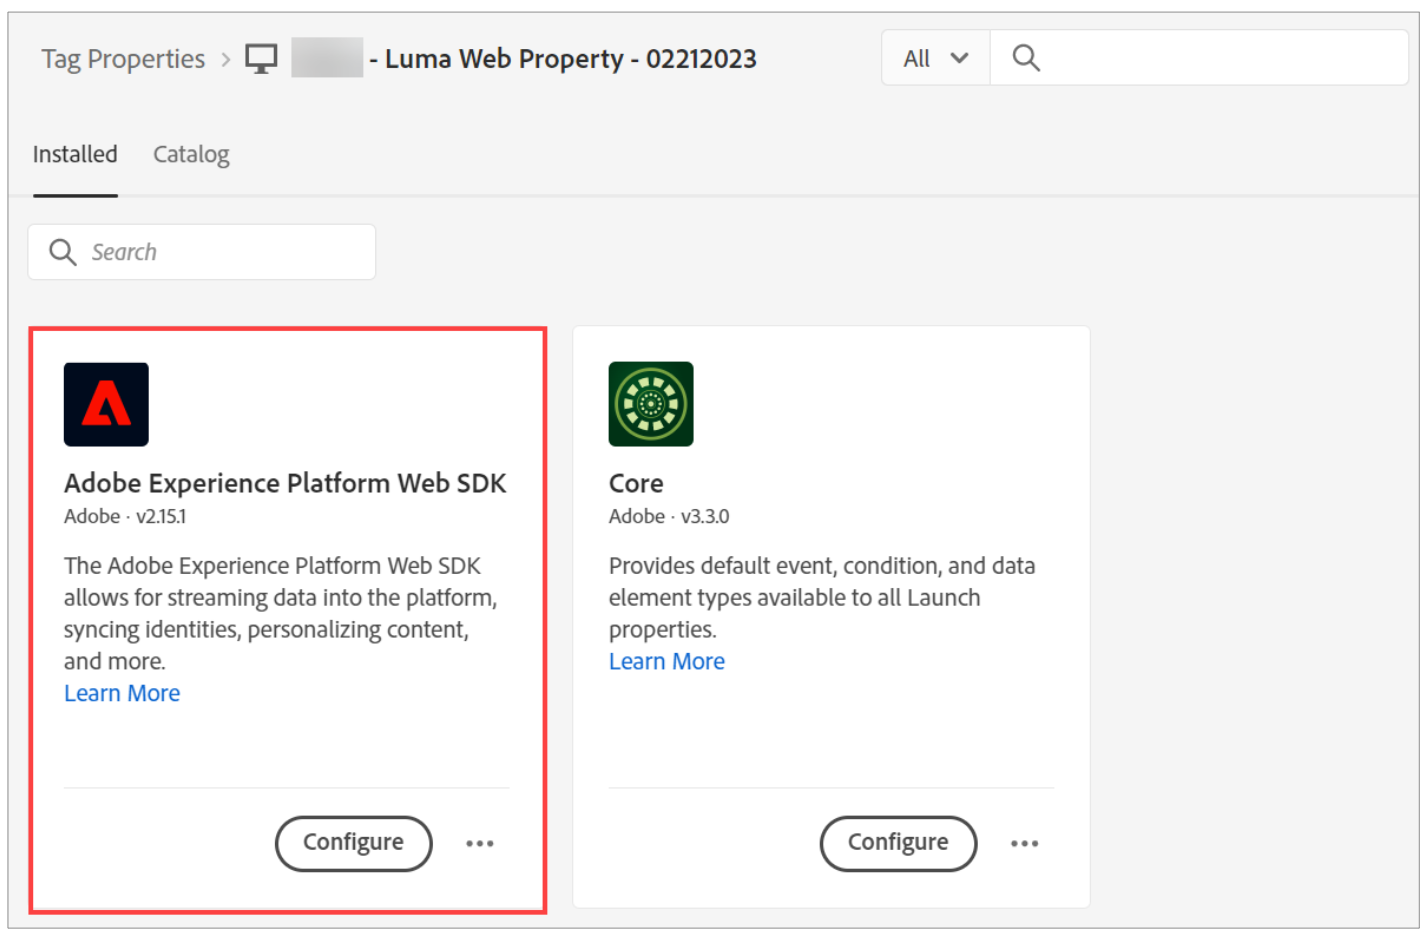 Tag Properties > - Luma Web Property - 02212023
All
Installed Catalog
Search
Adobe Experience Platform Web SDK
Adobe · v2.15.1
The Adobe Experience Platform Web SDK
allows for streaming data into the platform,
syncing identities, personalizing content,
and more.
Learn More
Configure
Core
Adobe · v3.3.0
Provides default event, condition, and data
element types available to all Launch
properties.
Learn More
Configure